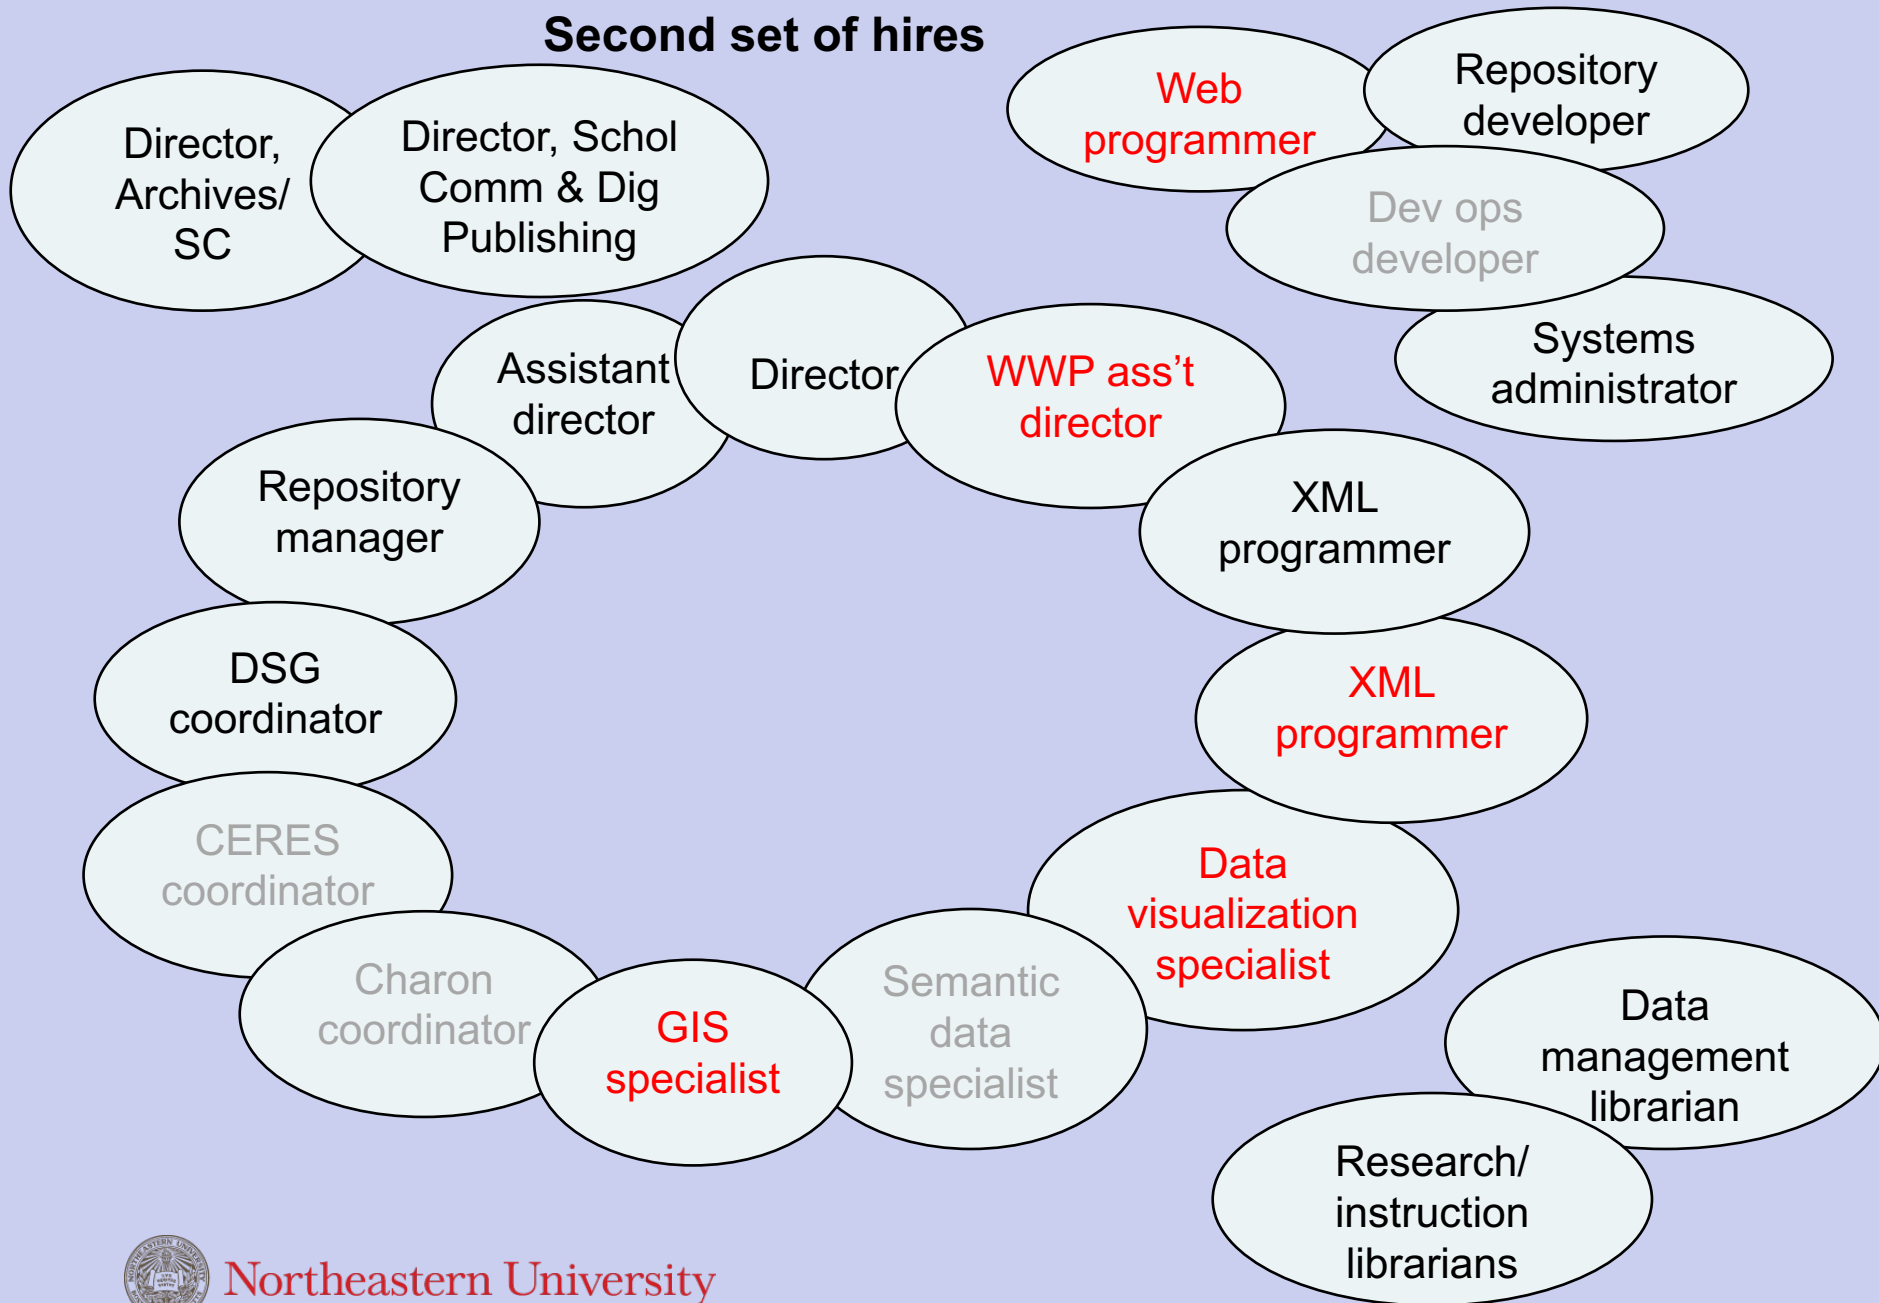 Second set of hires
Director,
Archives/
SC
Director, Schol
Comm & Dig
Publishing
Web
programmer
Repository
developer
Dev ops
developer
Systems
administrator
Assistant
director
Director
WWP ass’t
director
Repository
manager
XML
programmer
DSG
coordinator
XML
programmer
CERES
coordinator
Data
visualization
specialist
Charon
coordinator
GIS
specialist
Semantic
data
specialist
Data
management
librarian
Research/
instruction
librarians
Northeastern University